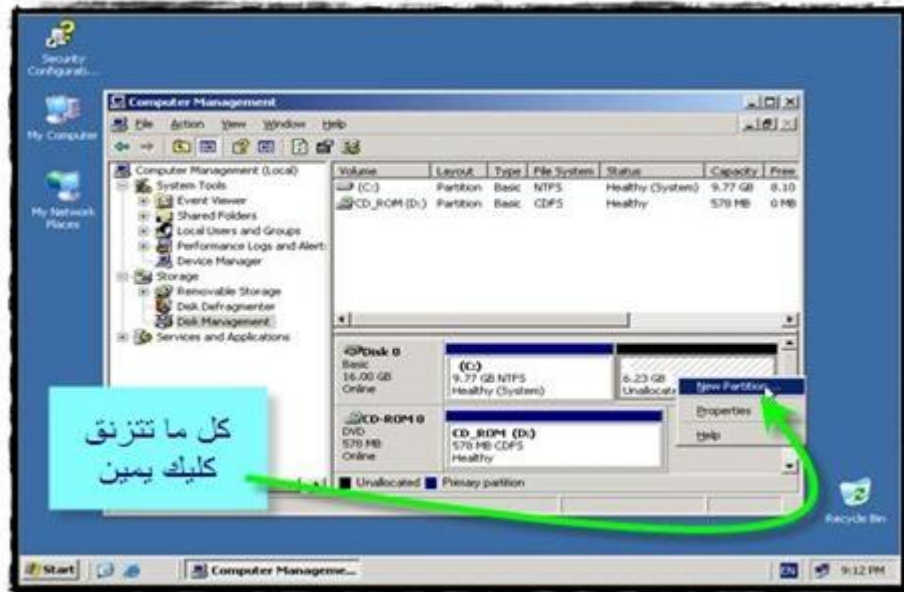 Security
Configurati...
My Computer
My Network
Places
Computer Management
File Action View Window Help
Computer Management (Local)
System Tools
Event Viewer
Shared Folders
Local Users and Groups
Performance Logs and Alert
Device Manager
Storage
Removable Storage
Disk Defragmenter
Disk Management
Services and Applications
Volume Layout Type File System Status Capacity Free
(C:) Partition Basic NTFS Healthy (System) 9.77 GB 8.10
CD_ROM (D:) Partition Basic CDFS Healthy 578 MB 0 MB
Disk 0
Basic
16.00 GB
Online
(C:)
9.77 GB NTFS
Healthy (System)
6.23 GB
Unallocate
New Partition...
Properties
Help
CD-ROM 0
DVD
578 MB
Online
CD_ROM (D:)
578 MB CDFS
Healthy
Unallocated Primary partition
كل ما تتزنق
كليك يمين
Recycle Bin
Start
Computer Manageme...
EN
9:12 PM